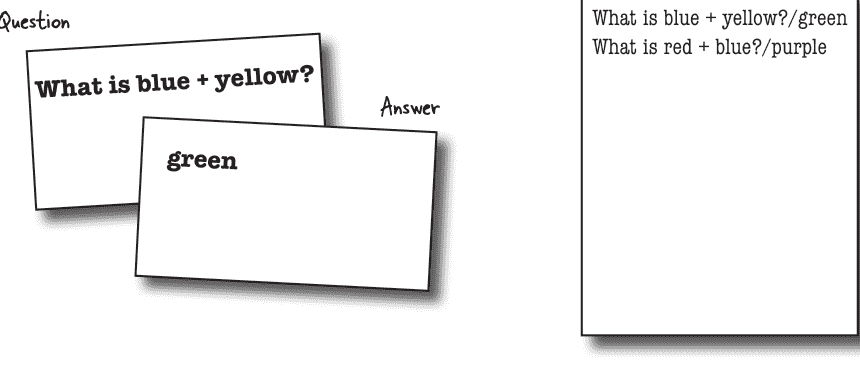 Question
What is blue + yellow?
Answer
green
What is blue + yellow?/green
What is red + blue?/purple